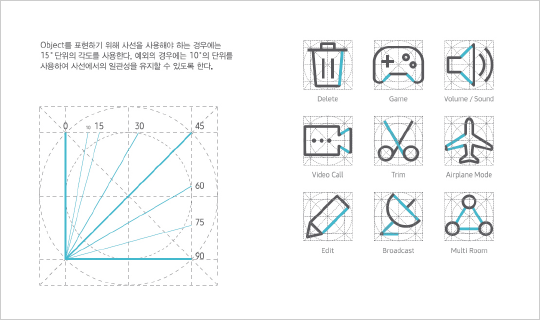 Object를 표현하기 위해 사선을 사용해야 하는 경우에는
15°단위의 각도를 사용한다. 예외의 경우에는 10°의 단위를
사용하여 사선에서의 일관성을 유지할 수 있도록 한다.
0 10 15 30 45
60
75
90
Delete Game Volume / Sound
Video Call Trim Airplane Mode
Edit Broadcast Multi Room